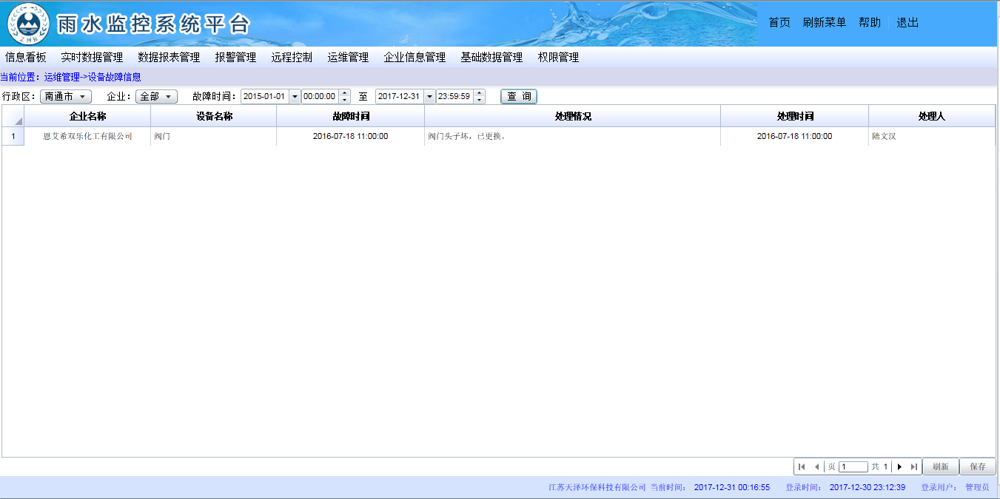 ZHB
雨水监控系统平台
首页 刷新菜单 帮助 退出
信息看板 实时数据管理 数据报表管理 报警管理 远程控制 运维管理 企业信息管理 基础数据管理 权限管理
当前位置：运维管理->设备故障信息
行政区： 南通市 企业： 全部 故障时间： 2015-01-01 00:00:00 至 2017-12-31 23:59:59 查 询
企业名称 设备名称 故障时间 处理情况 处理时间 处理人
1 恩艾希双乐化工有限公司 阀门 2016-07-18 11:00:00 阀门头子坏，已更换。 2016-07-18 11:00:00 陆文汉
页 1 共 1 刷新 保存
江苏天泽环保科技有限公司 当前时间： 2017-12-31 00:16:55 登录时间： 2017-12-30 23:12:39 登录用户： 管理员